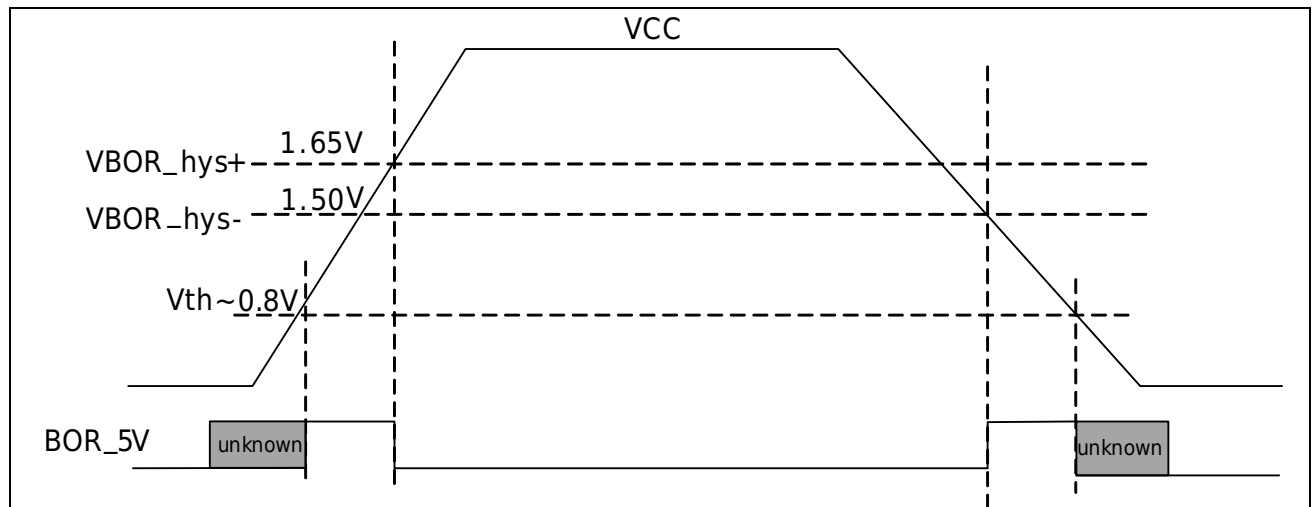 VCC
1.65V
VBOR_hys+
1.50V
VBOR_hys-
Vth~0.8V
BOR_5V
unknown
unknown